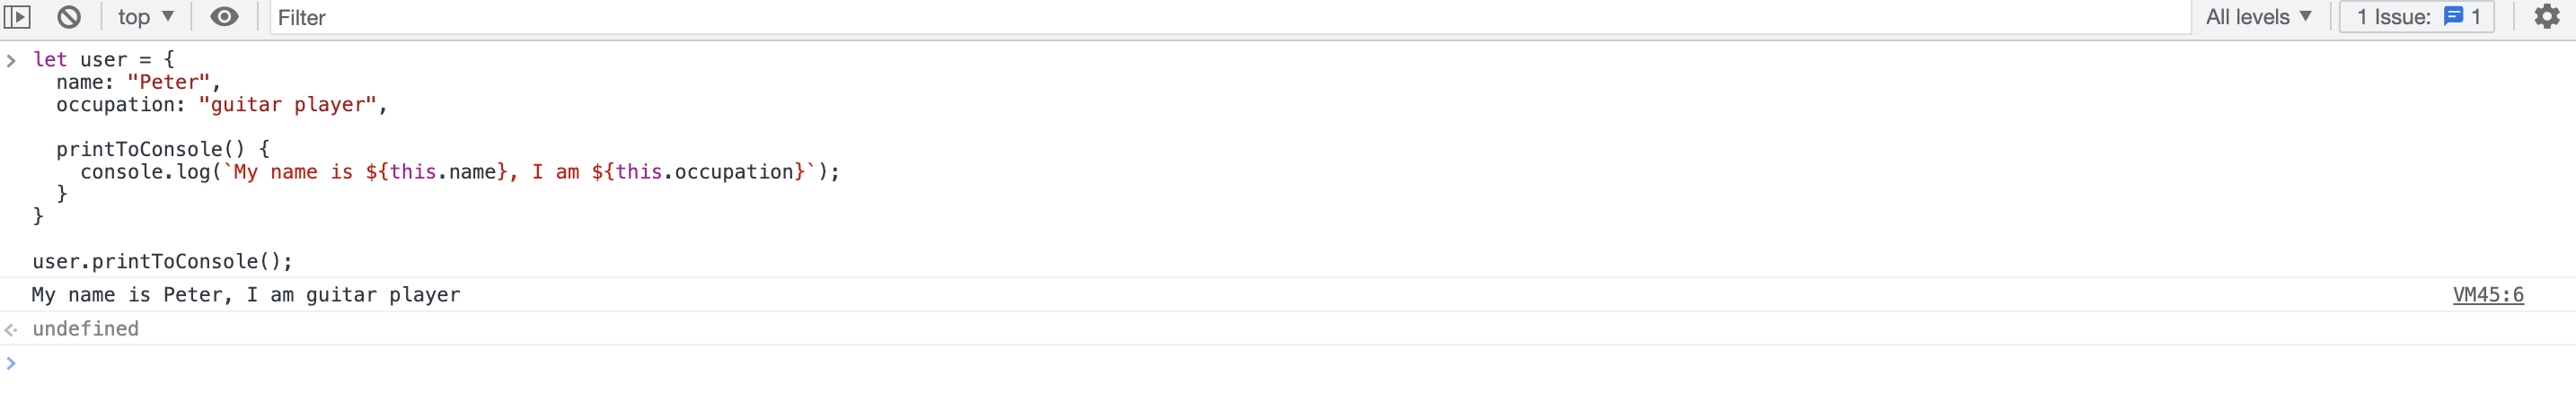 top ▼ Filter All levels ▼ 1 Issue: 1
let user = {
  name: "Peter",
  occupation: "guitar player",

  printToConsole() {
    console.log(`My name is ${this.name}, I am ${this.occupation}`);
  }
}

user.printToConsole();
My name is Peter, I am guitar player VM45:6
undefined